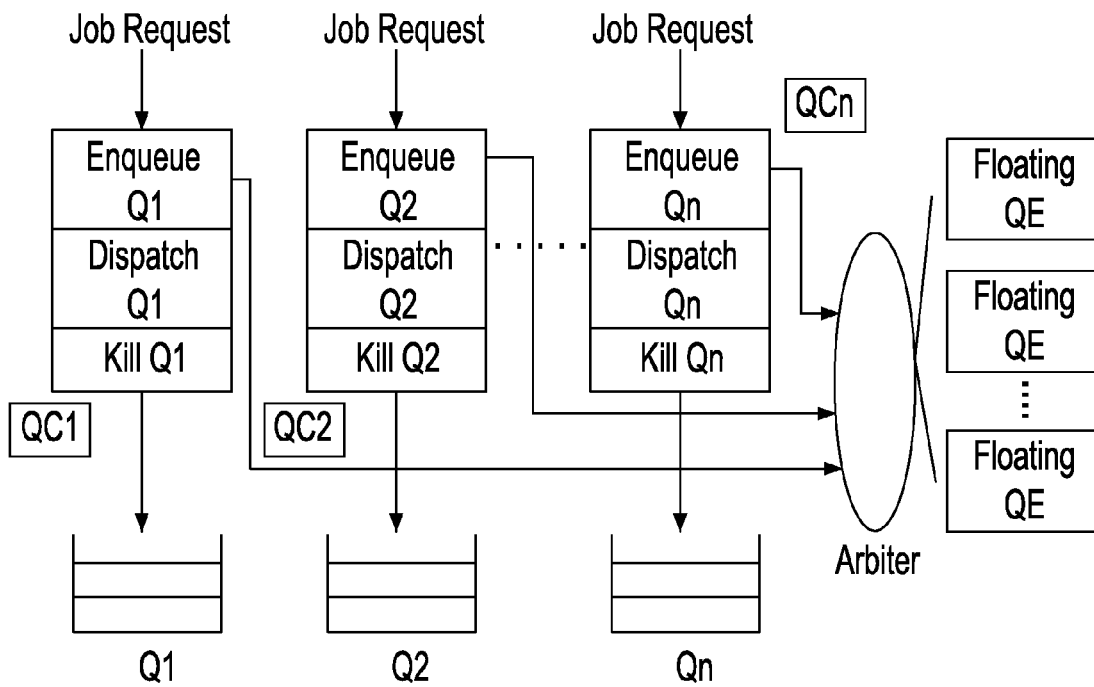 Job Request
Job Request
Job Request
QCn
Enqueue
Q1
Dispatch
Q1
Kill Q1
QC1
Enqueue
Q2
Dispatch
Q2
Kill Q2
QC2
Enqueue
Qn
Dispatch
Qn
Kill Qn
Floating
QE
Floating
QE
Floating
QE
Arbiter
Q1
Q2
Qn